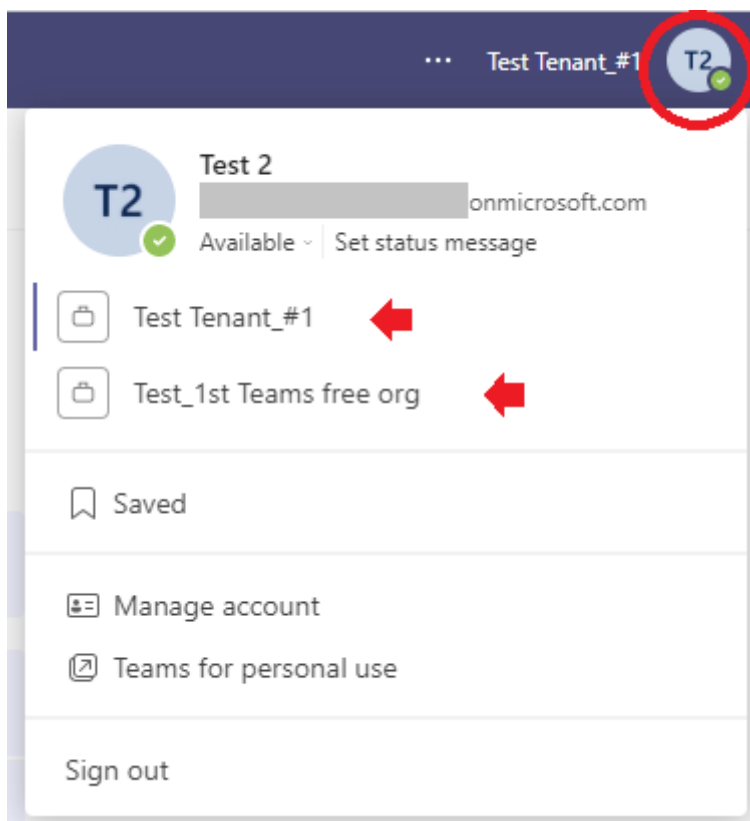 ··· Test Tenant_#1 T2
Test 2
T2
onmicrosoft.com
Available Set status message
Test Tenant_#1
Test_1st Teams free org
Saved
Manage account
Teams for personal use
Sign out